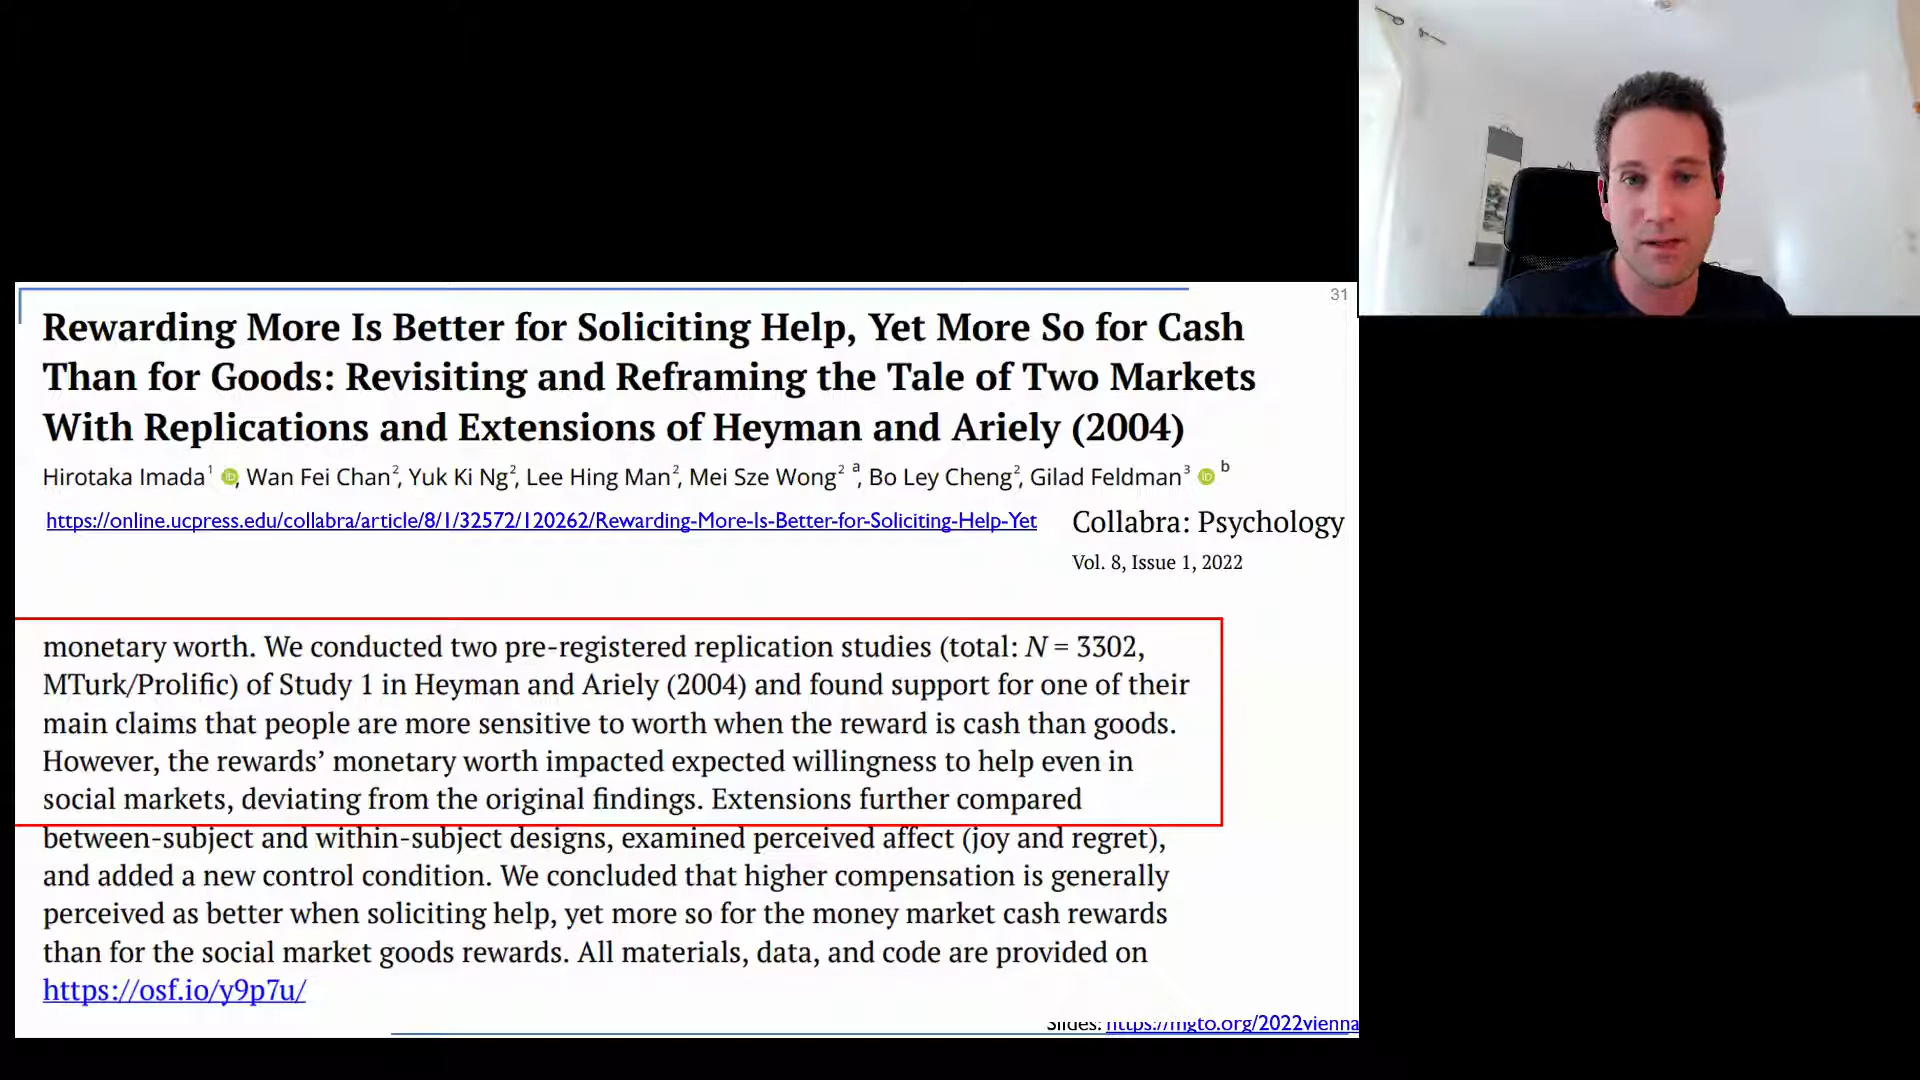 31
Rewarding More Is Better for Soliciting Help, Yet More So for Cash
Than for Goods: Revisiting and Reframing the Tale of Two Markets
With Replications and Extensions of Heyman and Ariely (2004)
Hirotaka Imada1 iD, Wan Fei Chan2, Yuk Ki Ng2, Lee Hing Man2, Mei Sze Wong2 a, Bo Ley Cheng2, Gilad Feldman3 iD b
https://online.ucpress.edu/collabra/article/8/1/32572/120262/Rewarding-More-Is-Better-for-Soliciting-Help-Yet
Collabra: Psychology
Vol. 8, Issue 1, 2022
monetary worth. We conducted two pre-registered replication studies (total: N = 3302,
MTurk/Prolific) of Study 1 in Heyman and Ariely (2004) and found support for one of their
main claims that people are more sensitive to worth when the reward is cash than goods.
However, the rewards’ monetary worth impacted expected willingness to help even in
social markets, deviating from the original findings. Extensions further compared
between-subject and within-subject designs, examined perceived affect (joy and regret),
and added a new control condition. We concluded that higher compensation is generally
perceived as better when soliciting help, yet more so for the money market cash rewards
than for the social market goods rewards. All materials, data, and code are provided on
https://osf.io/y9p7u/
Slides: https://mgto.org/2022vienna